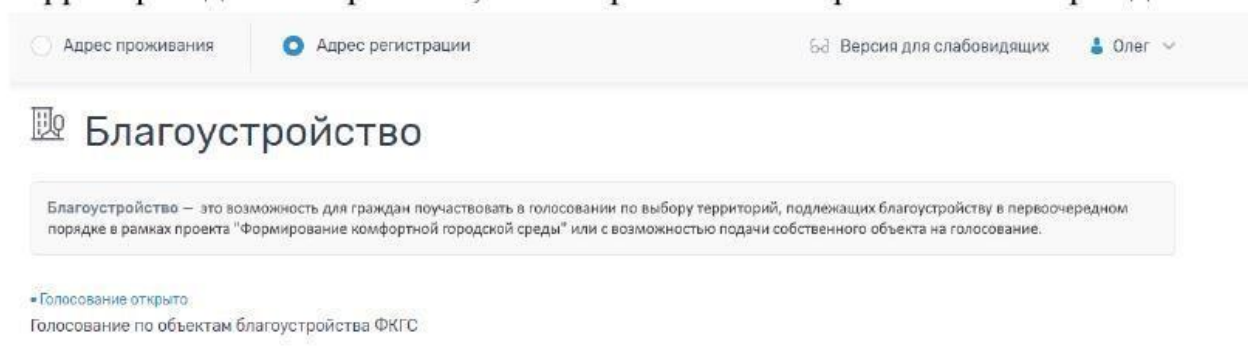 Адрес проживания Адрес регистрации Версия для слабовидящих Олег
Благоустройство
Благоустройство — это возможность для граждан поучаствовать в голосовании по выбору территорий, подлежащих благоустройству в первоочередном
порядке в рамках проекта "Формирование комфортной городской среды" или с возможностью подачи собственного объекта на голосование.
Голосование открыто
Голосование по объектам благоустройства ФКГС